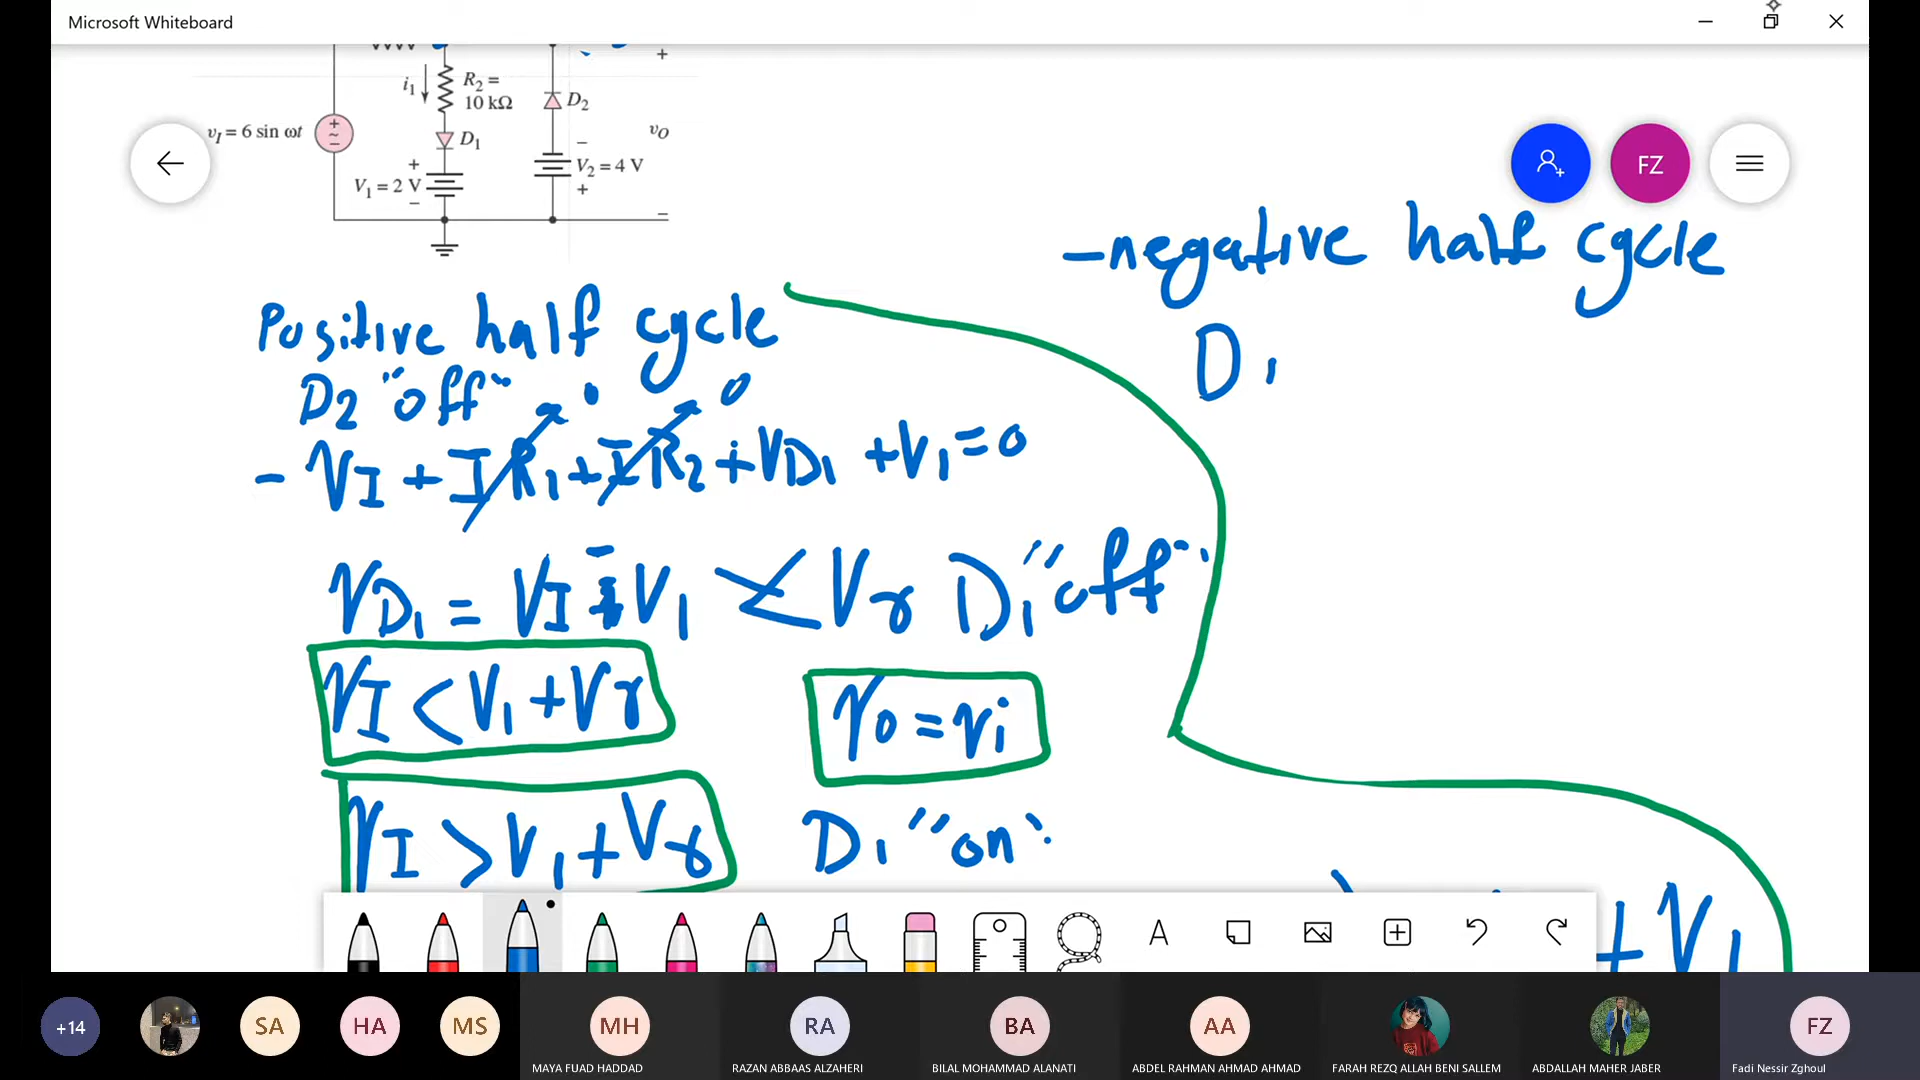 Microsoft Whiteboard
+
i1
R2 =
10 kΩ
D2
vI = 6 sin ωt
+
~
−
D1
vO
+
−
V1 = 2 V
−
V2 = 4 V
+
−
FZ
-negative half cycle
D1
Positive half cycle
D2 "off"
0 0
- VI + IR1 + IR2 + VD1 + V1 = 0
VD1 = VI - V1 < Vγ D1 "off"
VI < V1 + Vγ
Vo = vi
VI > V1 + Vγ
D1 "on"
+ V1
A
+14
SA
HA
MS
MH
RA
BA
AA
FZ
MAYA FUAD HADDAD
RAZAN ABBAAS ALZAHERI
BILAL MOHAMMAD ALANATI
ABDEL RAHMAN AHMAD AHMAD
FARAH REZQ ALLAH BENI SALLEM
ABDALLAH MAHER JABER
Fadi Nessir Zghoul